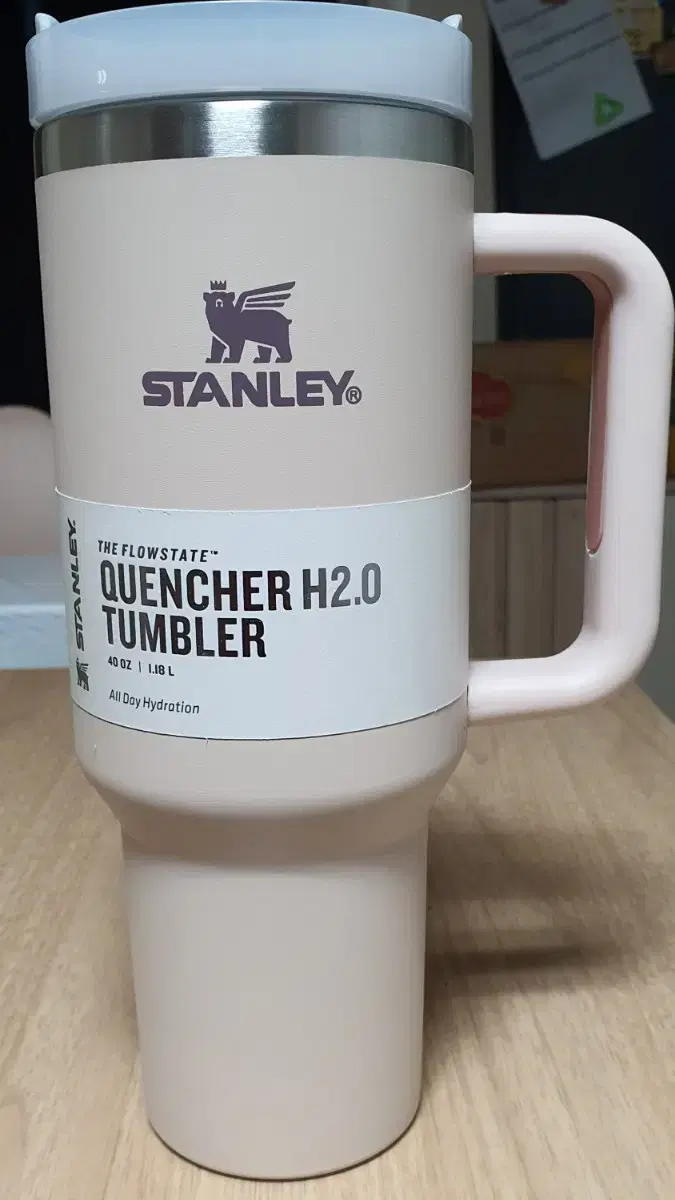 STANLEY®
STANLEY.
THE FLOWSTATE™
QUENCHER H2.0
TUMBLER
40 OZ | 1.18 L
All Day Hydration